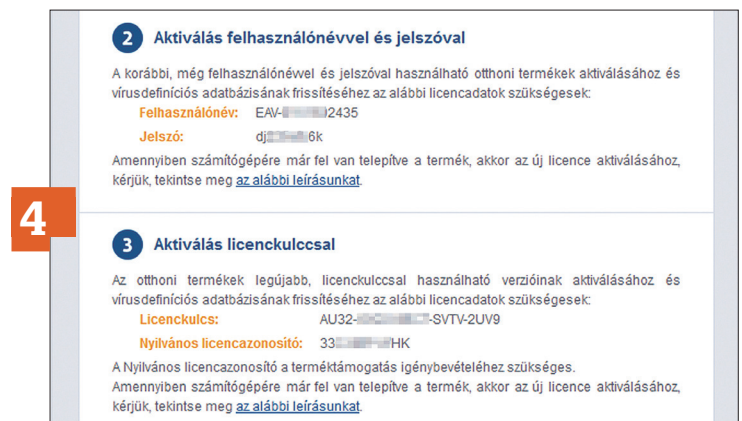 2 Aktiválás felhasználónévvel és jelszóval
A korábbi, még felhasználónévvel és jelszóval használható otthoni termékek aktiválásához és
vírusdefiníciós adatbázisának frissítéséhez az alábbi licencadatok szükségesek:
Felhasználónév: EAV- 2435
Jelszó: dj 6k
Amennyiben számítógépére már fel van telepítve a termék, akkor az új licence aktiválásához,
kérjük, tekintse meg az alábbi leírásunkat.
4
3 Aktiválás licenckulccsal
Az otthoni termékek legújabb, licenckulccsal használható verzióinak aktiválásához és
vírusdefiníciós adatbázisának frissítéséhez az alábbi licencadatok szükségesek:
Licenckulcs: AU32- -SVTV-2UV9
Nyilvános licencazonosító: 33 HK
A Nyilvános licencazonosító a terméktámogatás igénybevételéhez szükséges.
Amennyiben számítógépére már fel van telepítve a termék, akkor az új licence aktiválásához,
kérjük, tekintse meg az alábbi leírásunkat.